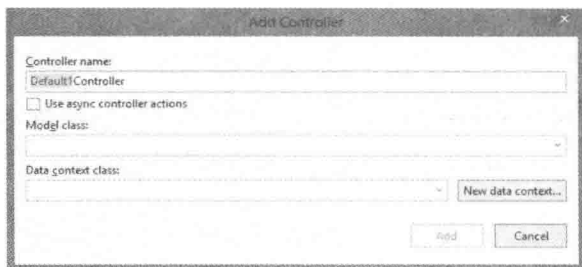 Add Controller
Controller name:
Default1Controller
Use async controller actions
Model class:
Data context class:
New data context...
Add
Cancel